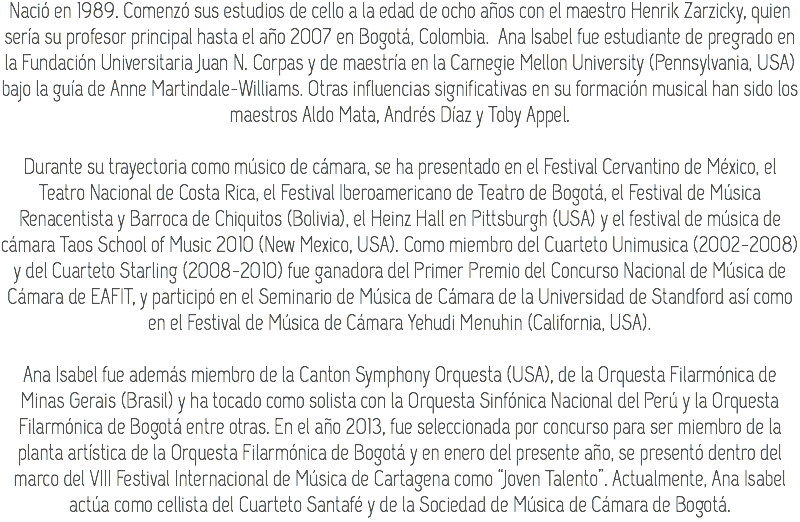 Nació en 1989. Comenzó sus estudios de cello a la edad de ocho años con el maestro Henrik Zarzicky, quien
sería su profesor principal hasta el año 2007 en Bogotá, Colombia. Ana Isabel fue estudiante de pregrado en
la Fundación Universitaria Juan N. Corpas y de maestría en la Carnegie Mellon University (Pennsylvania, USA)
bajo la guía de Anne Martindale-Williams. Otras influencias significativas en su formación musical han sido los
maestros Aldo Mata, Andrés Díaz y Toby Appel.
Durante su trayectoria como músico de cámara, se ha presentado en el Festival Cervantino de México, el
Teatro Nacional de Costa Rica, el Festival Iberoamericano de Teatro de Bogotá, el Festival de Música
Renacentista y Barroca de Chiquitos (Bolivia), el Heinz Hall en Pittsburgh (USA) y el festival de música de
cámara Taos School of Music 2010 (New Mexico, USA). Como miembro del Cuarteto Unimusica (2002-2008)
y del Cuarteto Starling (2008-2010) fue ganadora del Primer Premio del Concurso Nacional de Música de
Cámara de EAFIT, y participó en el Seminario de Música de Cámara de la Universidad de Standford así como
en el Festival de Música de Cámara Yehudi Menuhin (California, USA).
Ana Isabel fue además miembro de la Canton Symphony Orquesta (USA), de la Orquesta Filarmónica de
Minas Gerais (Brasil) y ha tocado como solista con la Orquesta Sinfónica Nacional del Perú y la Orquesta
Filarmónica de Bogotá entre otras. En el año 2013, fue seleccionada por concurso para ser miembro de la
planta artística de la Orquesta Filarmónica de Bogotá y en enero del presente año, se presentó dentro del
marco del VIII Festival Internacional de Música de Cartagena como “Joven Talento”. Actualmente, Ana Isabel
actúa como cellista del Cuarteto Santafé y de la Sociedad de Música de Cámara de Bogotá.